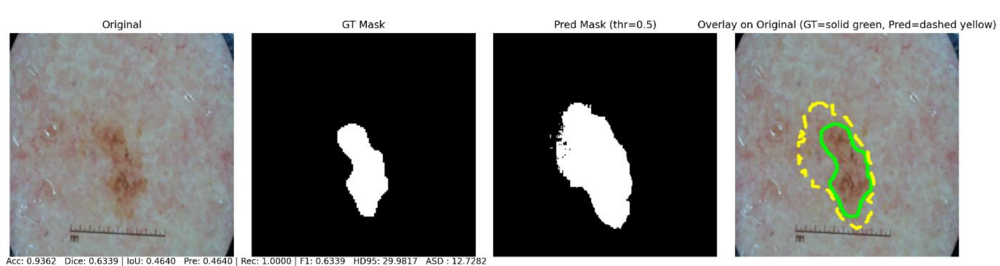 Original
GT Mask
Pred Mask (thr=0.5)
Overlay on Original (GT=solid green, Pred=dashed yellow)
MM
MM
Acc: 0.9362 Dice: 0.6339 | IoU: 0.4640 Pre: 0.4640 | Rec: 1.0000 | F1: 0.6339 HD95: 29.9817 ASD : 12.7282